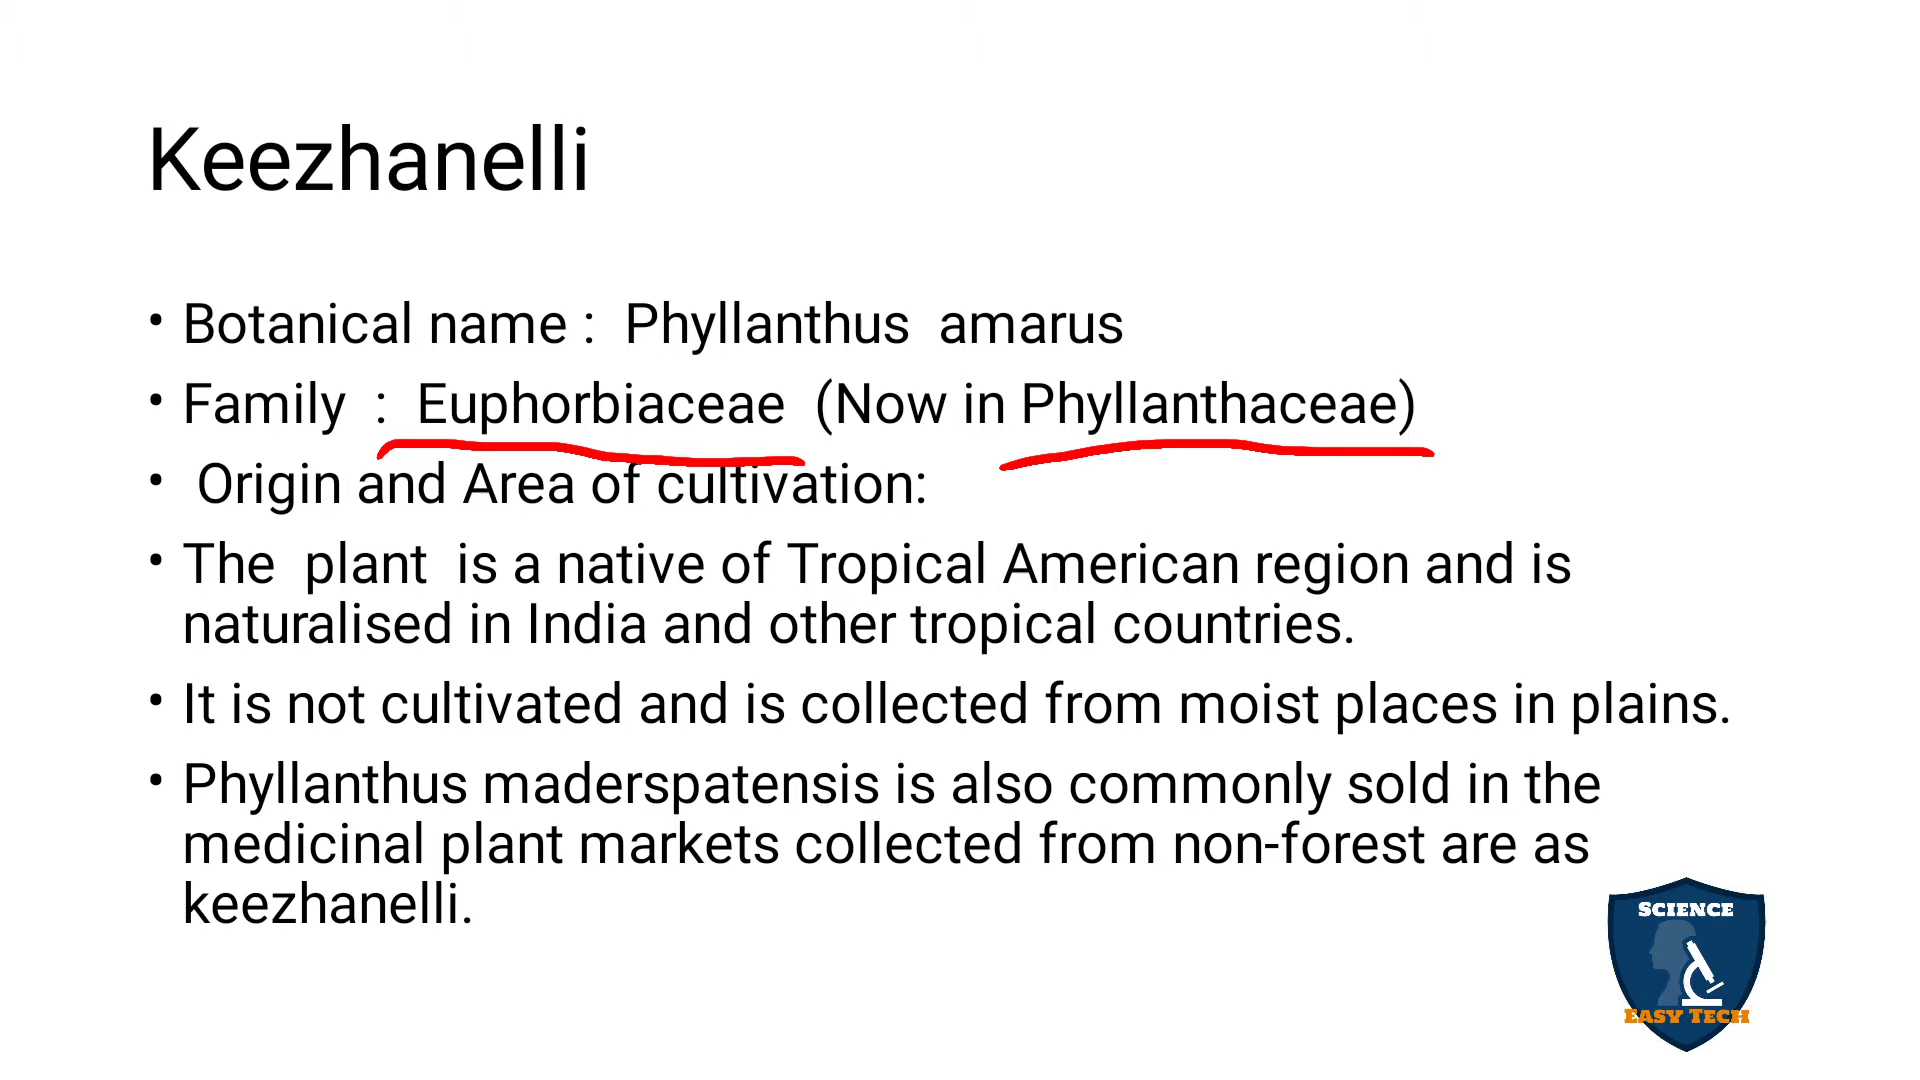 Keezhanelli
• Botanical name :  Phyllanthus  amarus
• Family  :  Euphorbiaceae  (Now in Phyllanthaceae)
•  Origin and Area of cultivation:
• The  plant  is a native of Tropical American region and is
naturalised in India and other tropical countries.
• It is not cultivated and is collected from moist places in plains.
• Phyllanthus maderspatensis is also commonly sold in the
medicinal plant markets collected from non-forest are as
keezhanelli.
SCIENCE
EASY TECH